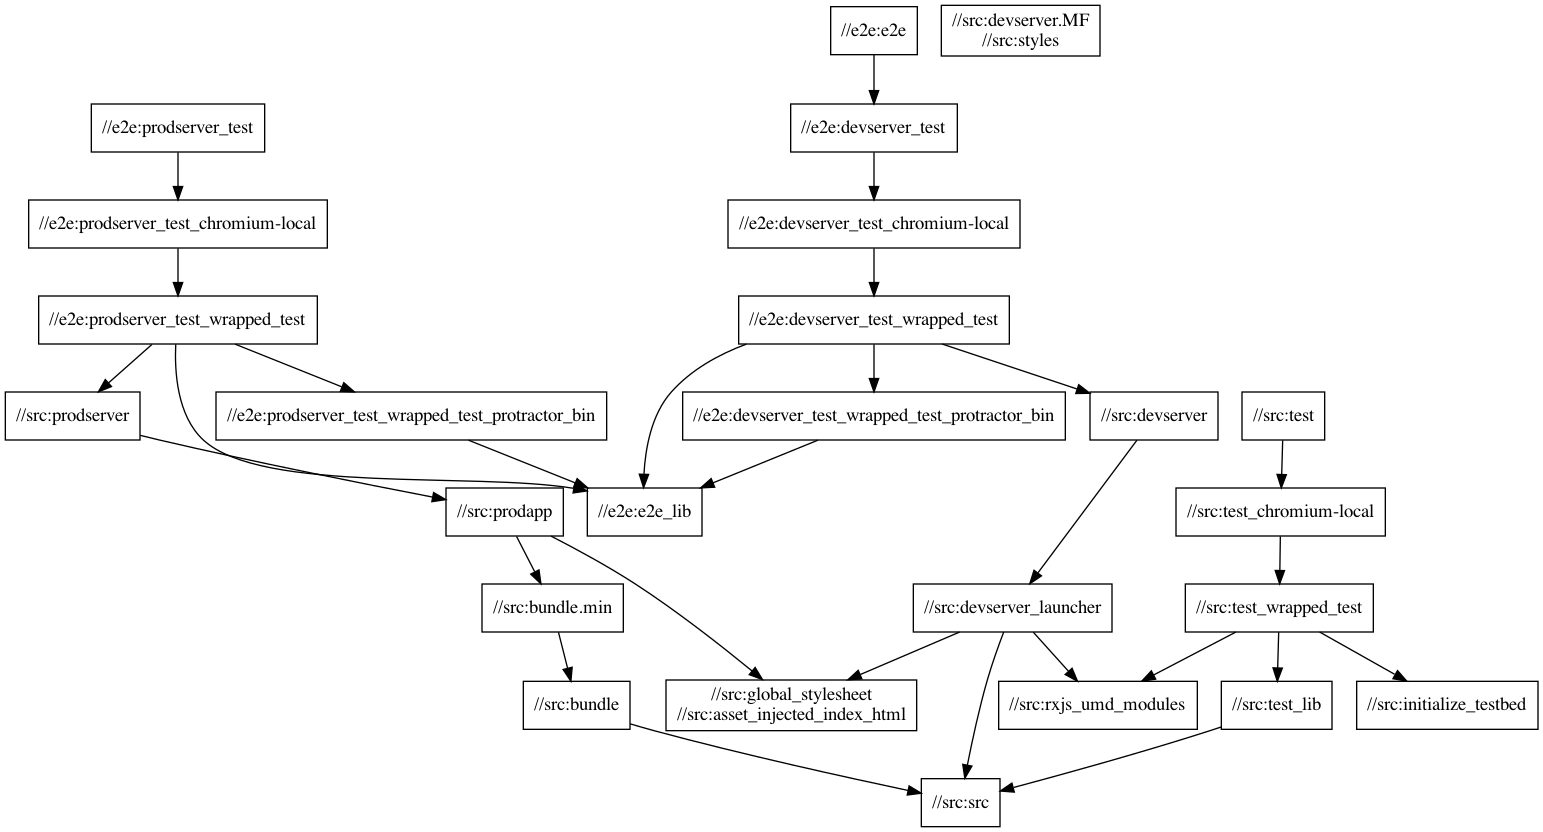 //e2e:e2e
//src:devserver.MF
//src:styles
//e2e:prodserver_test
//e2e:devserver_test
//e2e:prodserver_test_chromium-local
//e2e:devserver_test_chromium-local
//e2e:prodserver_test_wrapped_test
//e2e:devserver_test_wrapped_test
//src:prodserver
//e2e:prodserver_test_wrapped_test_protractor_bin
//e2e:devserver_test_wrapped_test_protractor_bin
//src:devserver
//src:test
//src:prodapp
//e2e:e2e_lib
//src:test_chromium-local
//src:bundle.min
//src:devserver_launcher
//src:test_wrapped_test
//src:bundle
//src:global_stylesheet
//src:asset_injected_index_html
//src:rxjs_umd_modules
//src:test_lib
//src:initialize_testbed
//src:src